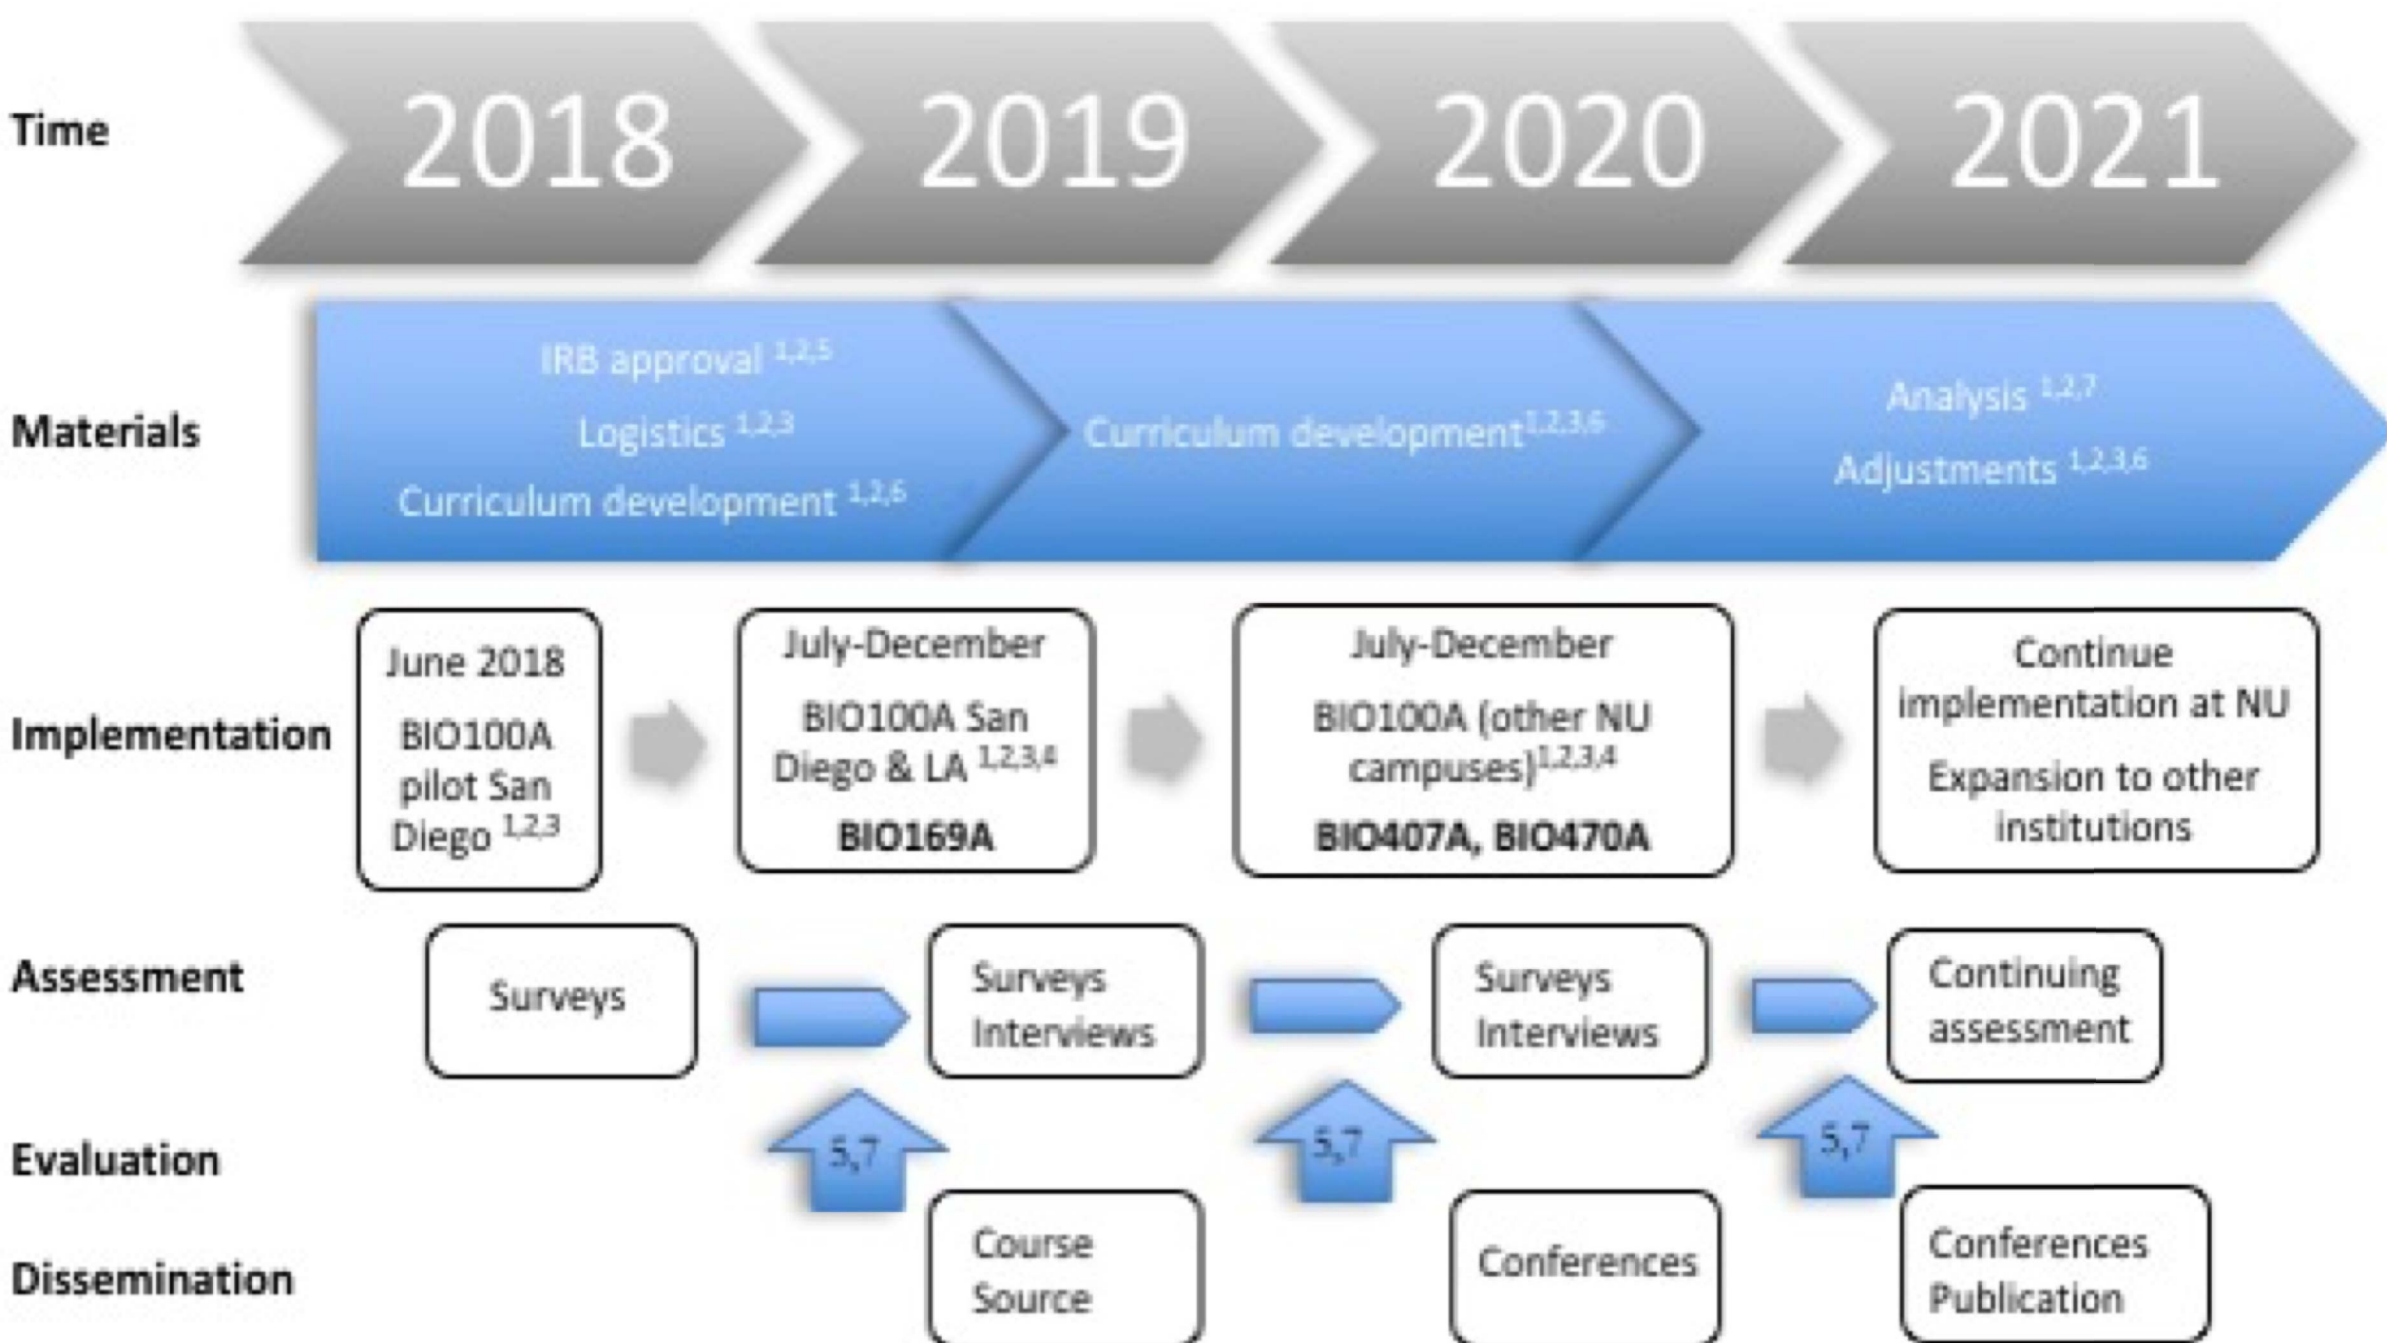 Time
2018
2019
2020
2021
Materials
IRB approval 1,2,5
Logistics 1,2,3
Curriculum development 1,2,6
Curriculum development1,2,3,6
Analysis 1,2,7
Adjustments 1,2,3,6
Implementation
June 2018
BIO100A
pilot San
Diego 1,2,3
July-December
BIO100A San
Diego & LA 1,2,3,4
BIO169A
July-December
BIO100A (other NU
campuses)1,2,3,4
BIO407A, BIO470A
Continue
implementation at NU
Expansion to other
institutions
Assessment
Surveys
Surveys
Interviews
Surveys
Interviews
Continuing
assessment
Evaluation
5,7
5,7
5,7
Dissemination
Course
Source
Conferences
Conferences
Publication